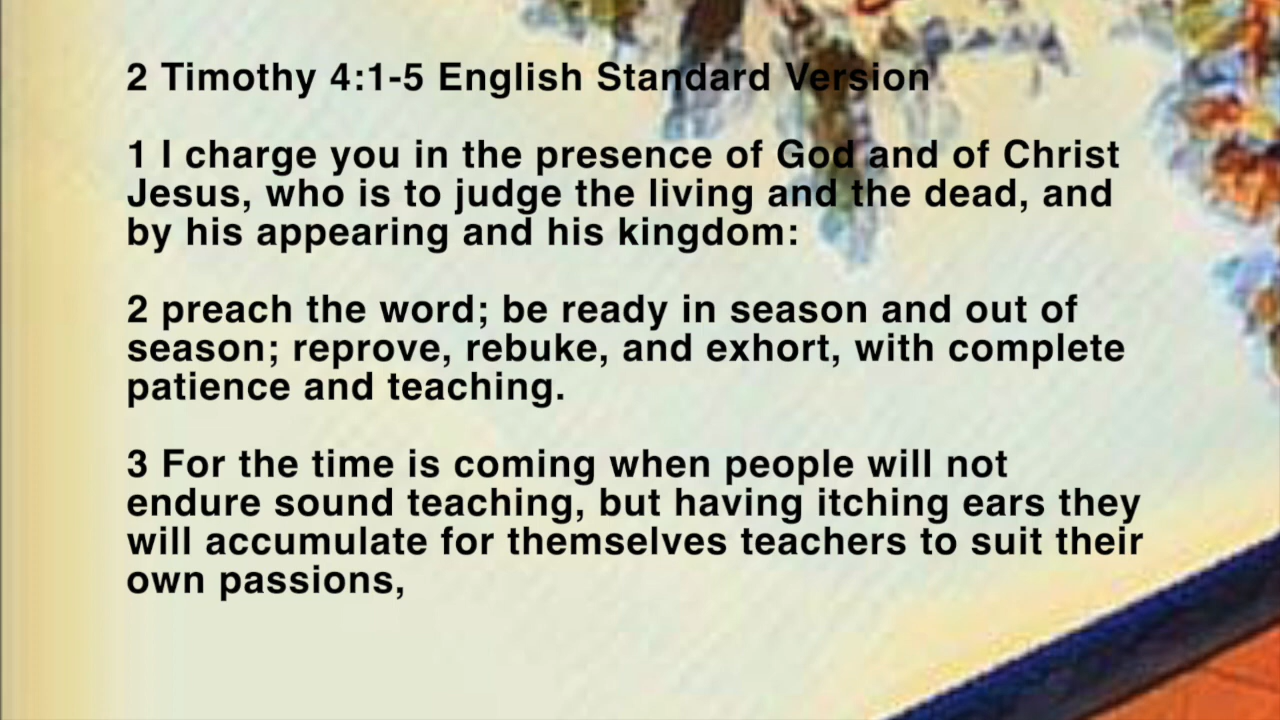 2 Timothy 4:1-5 English Standard Version
1 I charge you in the presence of God and of Christ
Jesus, who is to judge the living and the dead, and
by his appearing and his kingdom:
2 preach the word; be ready in season and out of
season; reprove, rebuke, and exhort, with complete
patience and teaching.
3 For the time is coming when people will not
endure sound teaching, but having itching ears they
will accumulate for themselves teachers to suit their
own passions,